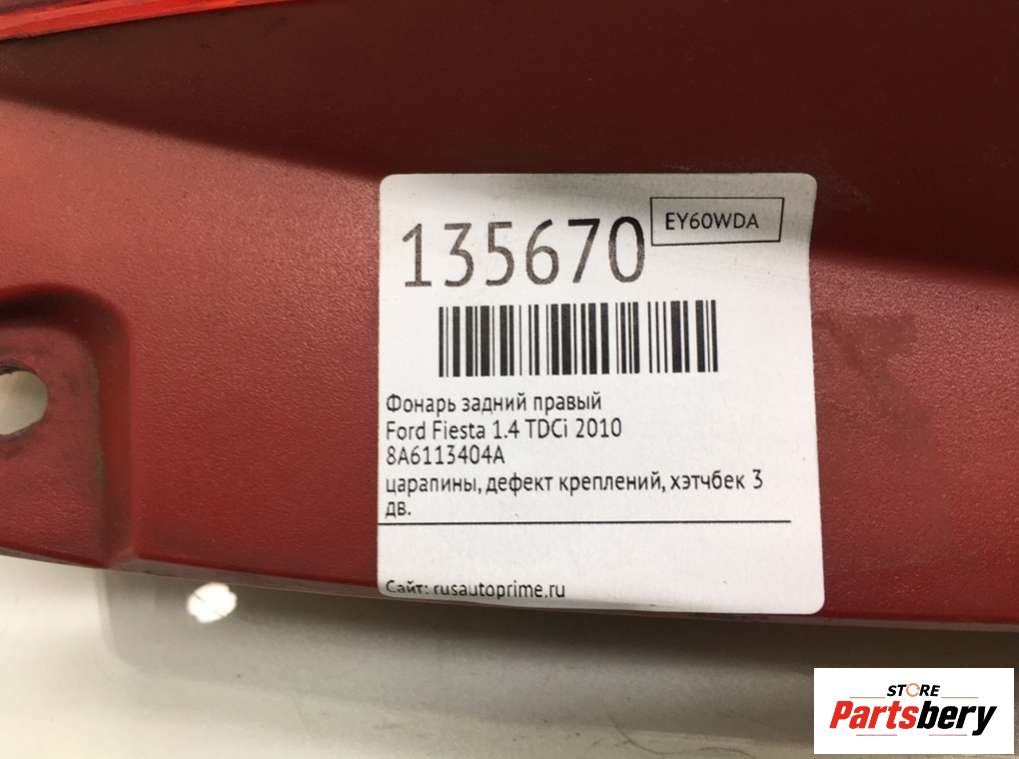 135670
EY60WDA
Фонарь задний правый
Ford Fiesta 1.4 TDCi 2010
8A6113404A
царапины, дефект креплений, хэтчбек 3
дв.
Сайт: rusautoprime.ru
STORE
Partsbery